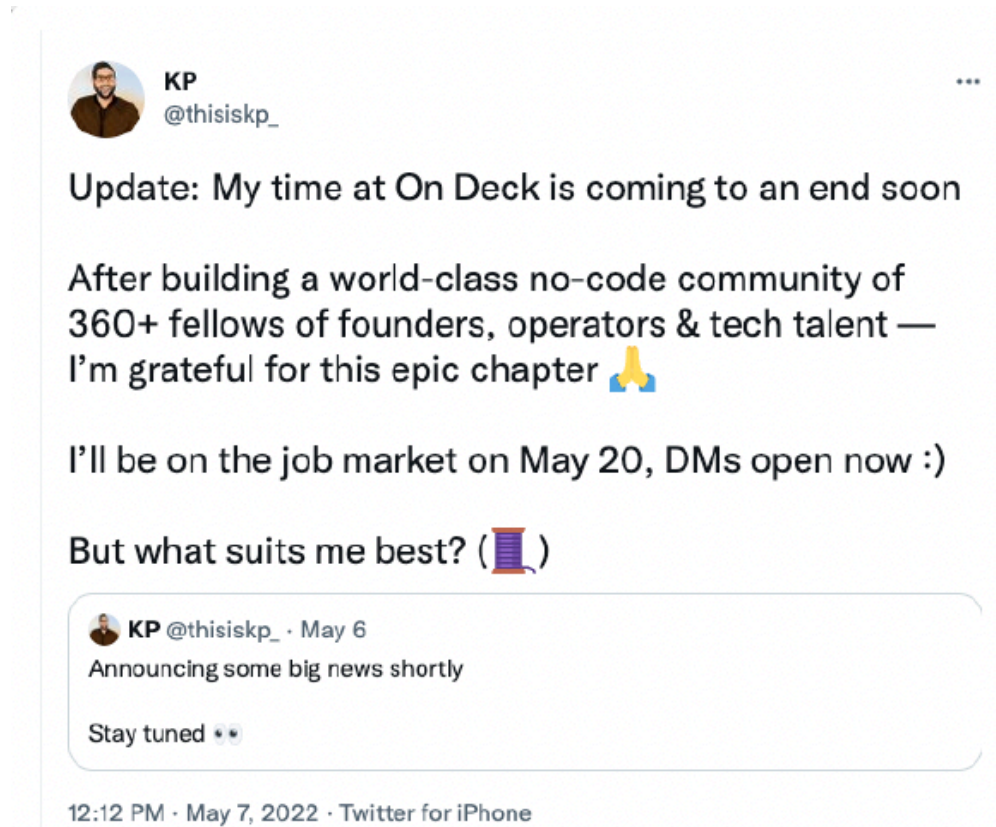 KP
@thisiskp_
Update: My time at On Deck is coming to an end soon
After building a world-class no-code community of
360+ fellows of founders, operators & tech talent —
I’m grateful for this epic chapter 🙏
I’ll be on the job market on May 20, DMs open now :)
But what suits me best? (🧵)
KP @thisiskp_ · May 6
Announcing some big news shortly
Stay tuned 👀
12:12 PM · May 7, 2022 · Twitter for iPhone